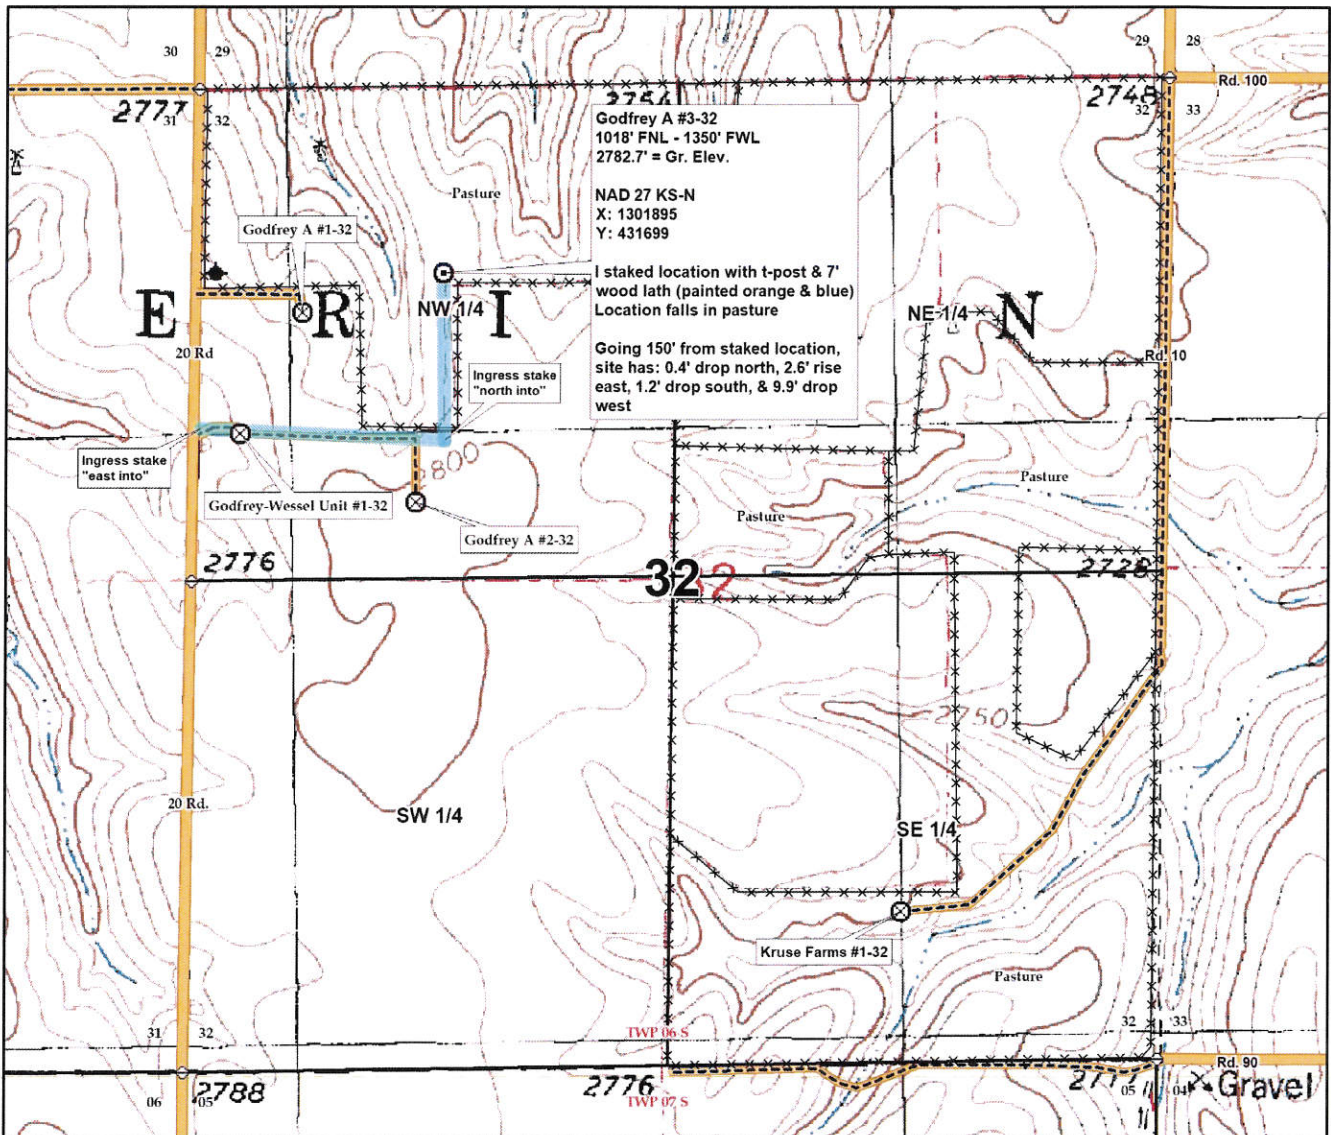 30
29
29
28
Rd. 100
2777
31
32
2754
2748
32
33
Godfrey A #3-32
1018' FNL - 1350' FWL
2782.7' = Gr. Elev.
NAD 27 KS-N
X: 1301895
Y: 431699
I staked location with t-post & 7'
wood lath (painted orange & blue)
Location falls in pasture
Going 150' from staked location,
site has: 0.4' drop north, 2.6' rise
east, 1.2' drop south, & 9.9' drop
west
Pasture
Godfrey A #1-32
E R I N
NW 1/4
NE 1/4
20 Rd
Rd. 10
Ingress stake
"north into"
Ingress stake
"east into"
2800
Godfrey-Wessel Unit #1-32
Godfrey A #2-32
Pasture
Pasture
2776
32
32
2728
2750
20 Rd.
SW 1/4
SE 1/4
Kruse Farms #1-32
Pasture
31
32
TWP 06 S
32
33
Rd. 90
2788
2776
06
05
TWP 07 S
05
04
Gravel